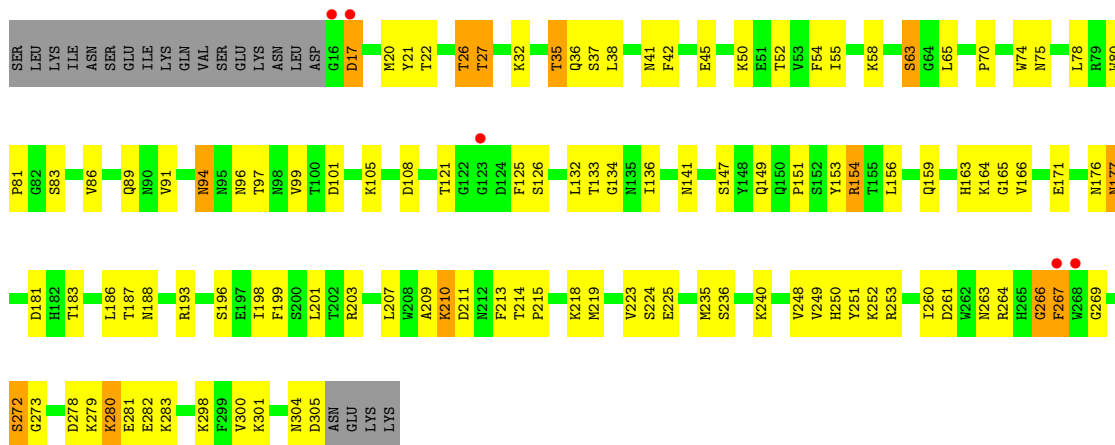 SER LEU LYS ILE ASN SER GLU ILE LYS GLN VAL SER GLU LYS ASN LEU ASP G16 D17 M20 Y21 T22 T26 T27 K32 T35 Q36 S37 L38 N41 F42 E45 K50 E51 T52 V53 F54 I55 K58 S63 G64 L65 P70 W74 N75 L78 R79 W80
P81 G82 S83 V86 Q89 N90 V91 N94 N95 N96 T97 N98 V99 T100 D101 K105 D108 T121 G122 G123 D124 F125 S126 L132 T133 G134 N135 I136 N141 S147 Y148 Q149 Q150 P151 S152 Y153 R154 T155 L156 Q159 H163 K164 G165 V166 E171 N176 N177
D181 H182 T183 L186 T187 N188 R193 S196 E197 I198 F199 S200 L201 T202 R203 L207 W208 A209 K210 D211 N212 F213 T214 P215 K218 M219 V223 S224 E225 M235 S236 K240 V248 V249 H250 Y251 K252 R253 I260 D261 W262 N263 R264 H265 G266 F267 W268 G269
S272 G273 D278 K279 K280 E281 E282 K283 K298 F299 V300 K301 N304 D305 ASN GLU LYS LYS